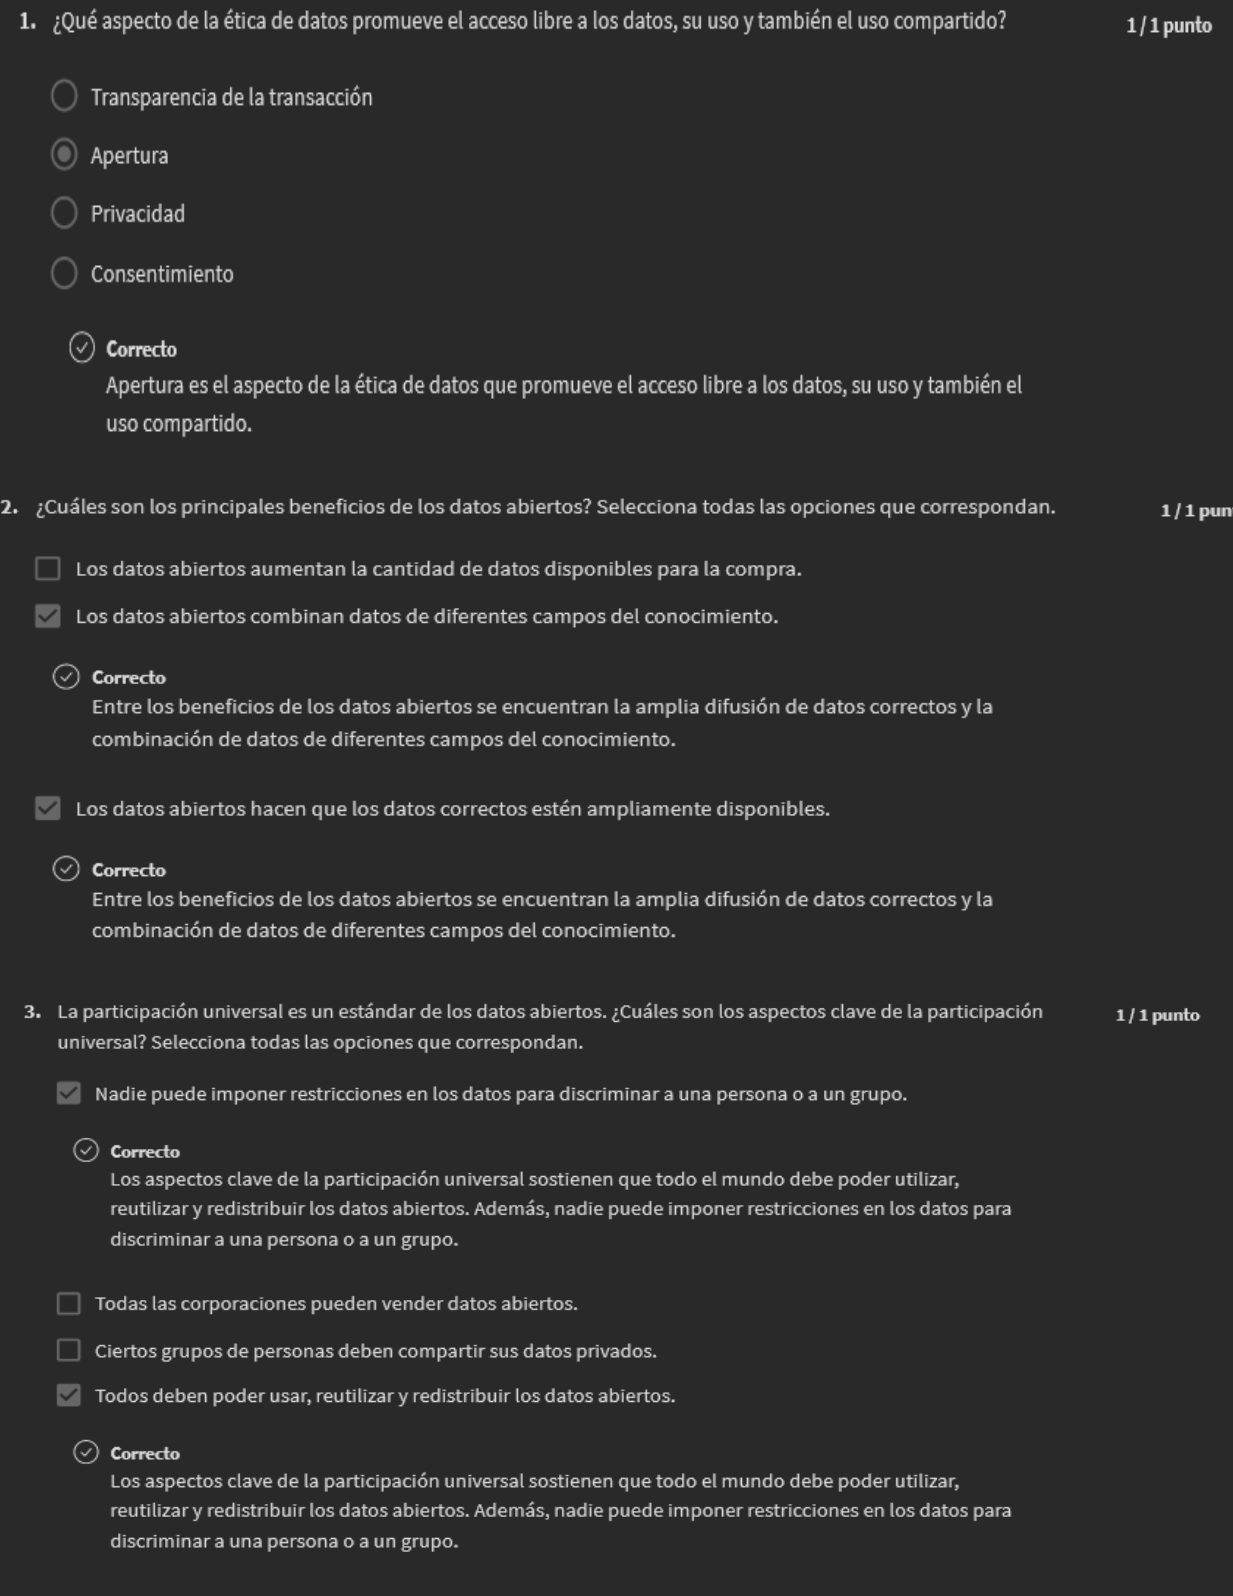 1. ¿Qué aspecto de la ética de datos promueve el acceso libre a los datos, su uso y también el uso compartido? 1 / 1 punto
Transparencia de la transacción
Apertura
Privacidad
Consentimiento
Correcto
Apertura es el aspecto de la ética de datos que promueve el acceso libre a los datos, su uso y también el
uso compartido.
2. ¿Cuáles son los principales beneficios de los datos abiertos? Selecciona todas las opciones que correspondan. 1 / 1 pun
Los datos abiertos aumentan la cantidad de datos disponibles para la compra.
Los datos abiertos combinan datos de diferentes campos del conocimiento.
Correcto
Entre los beneficios de los datos abiertos se encuentran la amplia difusión de datos correctos y la
combinación de datos de diferentes campos del conocimiento.
Los datos abiertos hacen que los datos correctos estén ampliamente disponibles.
Correcto
Entre los beneficios de los datos abiertos se encuentran la amplia difusión de datos correctos y la
combinación de datos de diferentes campos del conocimiento.
3. La participación universal es un estándar de los datos abiertos. ¿Cuáles son los aspectos clave de la participación 1 / 1 punto
universal? Selecciona todas las opciones que correspondan.
Nadie puede imponer restricciones en los datos para discriminar a una persona o a un grupo.
Correcto
Los aspectos clave de la participación universal sostienen que todo el mundo debe poder utilizar,
reutilizar y redistribuir los datos abiertos. Además, nadie puede imponer restricciones en los datos para
discriminar a una persona o a un grupo.
Todas las corporaciones pueden vender datos abiertos.
Ciertos grupos de personas deben compartir sus datos privados.
Todos deben poder usar, reutilizar y redistribuir los datos abiertos.
Correcto
Los aspectos clave de la participación universal sostienen que todo el mundo debe poder utilizar,
reutilizar y redistribuir los datos abiertos. Además, nadie puede imponer restricciones en los datos para
discriminar a una persona o a un grupo.